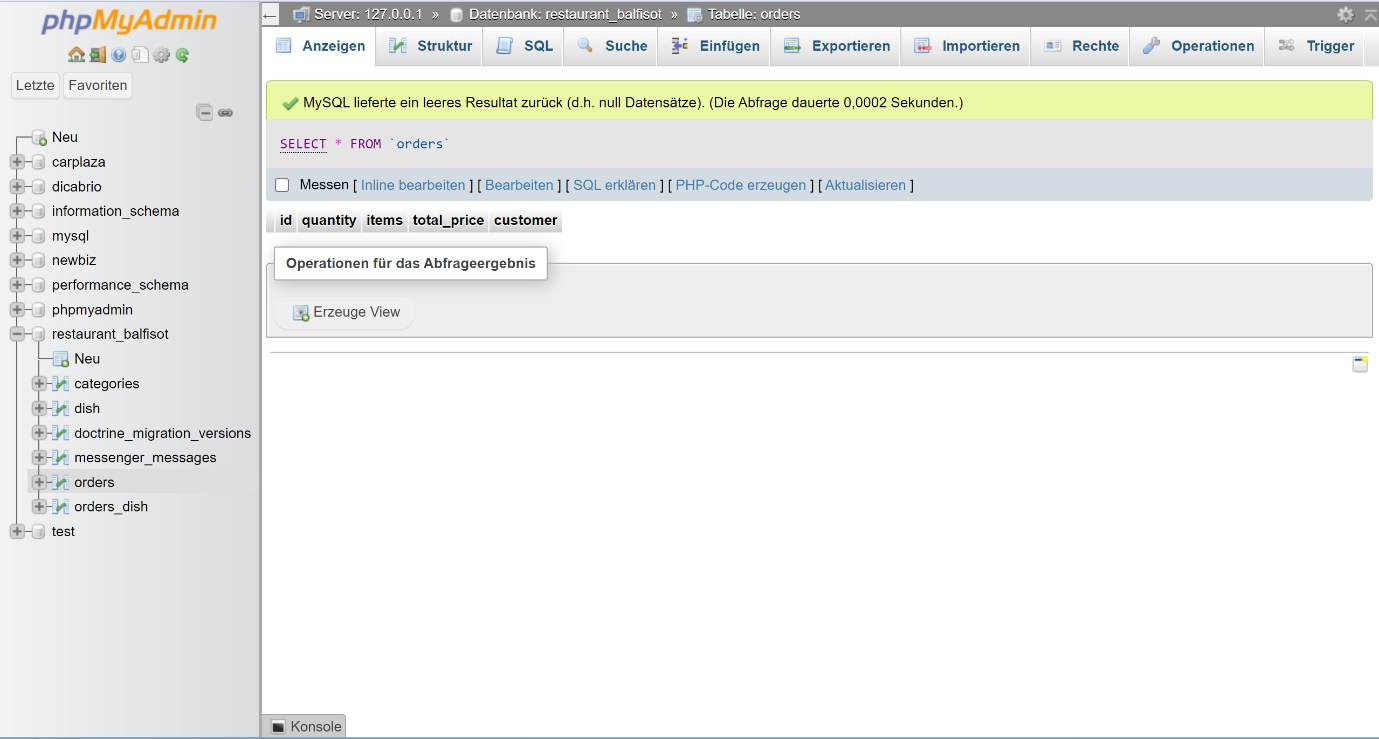 phpMyAdmin
Letzte Favoriten
Neu
carplaza
dicabrio
information_schema
mysql
newbiz
performance_schema
phpmyadmin
restaurant_balfisot
Neu
categories
dish
doctrine_migration_versions
messenger_messages
orders
orders_dish
test
Server: 127.0.0.1 » Datenbank: restaurant_balfisot » Tabelle: orders
Anzeigen Struktur SQL Suche Einfügen Exportieren Importieren Rechte Operationen Trigger
MySQL lieferte ein leeres Resultat zurück (d.h. null Datensätze). (Die Abfrage dauerte 0,0002 Sekunden.)
SELECT * FROM `orders`
Messen [ Inline bearbeiten ] [ Bearbeiten ] [ SQL erklären ] [ PHP-Code erzeugen ] [ Aktualisieren ]
id quantity items total_price customer
Operationen für das Abfrageergebnis
Erzeuge View
Konsole